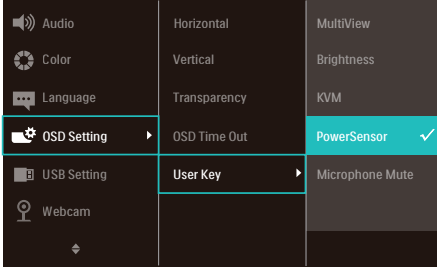 Audio
Color
Language
OSD Setting
USB Setting
Webcam
Horizontal
Vertical
Transparency
OSD Time Out
User Key
MultiView
Brightness
KVM
PowerSensor
Microphone Mute